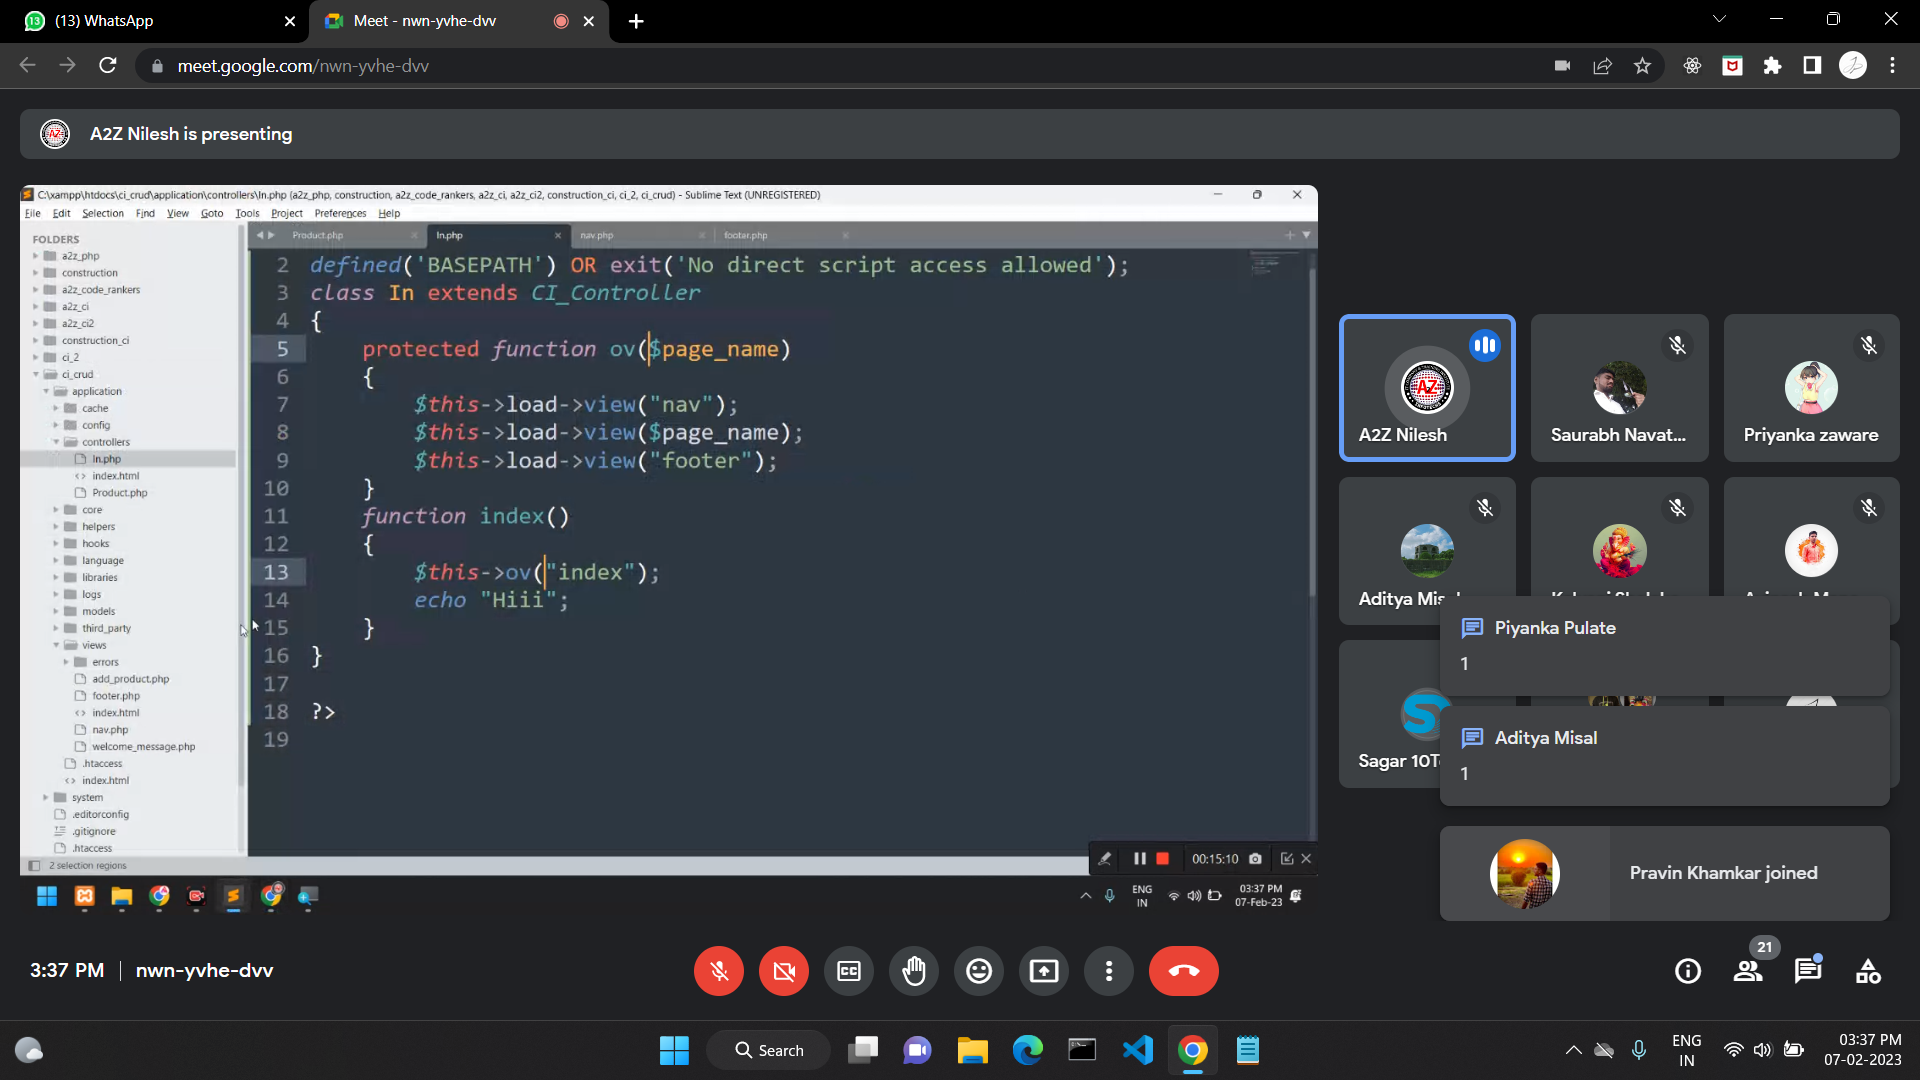 (13) WhatsApp
Meet - nwn-yvhe-dvv
meet.google.com/nwn-yvhe-dvv
A2Z Nilesh is presenting
C:\xampp\htdocs\ci_crud\application\controllers\In.php (a2z_php, construction, a2z_code_rankers, a2z_ci, a2z_ci2, construction_ci, ci_2, ci_crud) - Sublime Text (UNREGISTERED)
File Edit Selection Find View Goto Tools Project Preferences Help
FOLDERS
a2z_php
construction
a2z_code_rankers
a2z_ci
a2z_ci2
construction_ci
ci_2
ci_crud
application
cache
config
controllers
In.php
index.html
Product.php
core
helpers
hooks
language
libraries
logs
models
third_party
views
errors
add_product.php
footer.php
index.html
nav.php
welcome_message.php
.htaccess
index.html
system
.editorconfig
.gitignore
.htaccess
Product.php In.php nav.php footer.php
2 defined('BASEPATH') OR exit('No direct script access allowed');
3 class In extends CI_Controller
4 {
5 protected function ov($page_name)
6 {
7 $this->load->view("nav");
8 $this->load->view($page_name);
9 $this->load->view("footer");
10 }
11 function index()
12 {
13 $this->ov("index");
14 echo "Hiii";
15 }
16 }
17
18 ?>
19
2 selection regions
00:15:10
ENG
IN
03:37 PM
07-Feb-23
AZ
A2Z Nilesh
Saurabh Navat...
Priyanka zaware
Aditya Mis
Sagar 10T
Piyanka Pulate
1
Aditya Misal
1
Pravin Khamkar joined
3:37 PM | nwn-yvhe-dvv
21
Search
ENG
IN
03:37 PM
07-02-2023